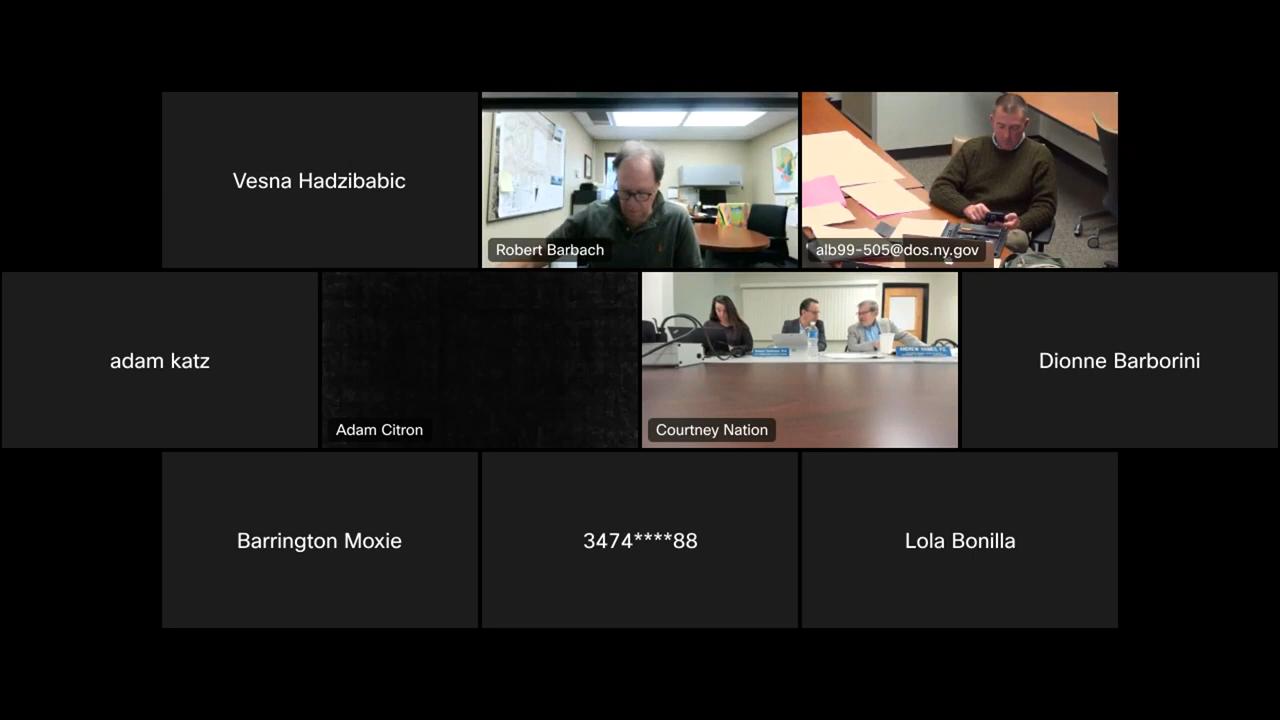 Vesna Hadzibabic
Robert Barbach
alb99-505@dos.ny.gov
adam katz
Adam Citron
Courtney Nation
Dionne Barborini
Barrington Moxie
3474****88
Lola Bonilla